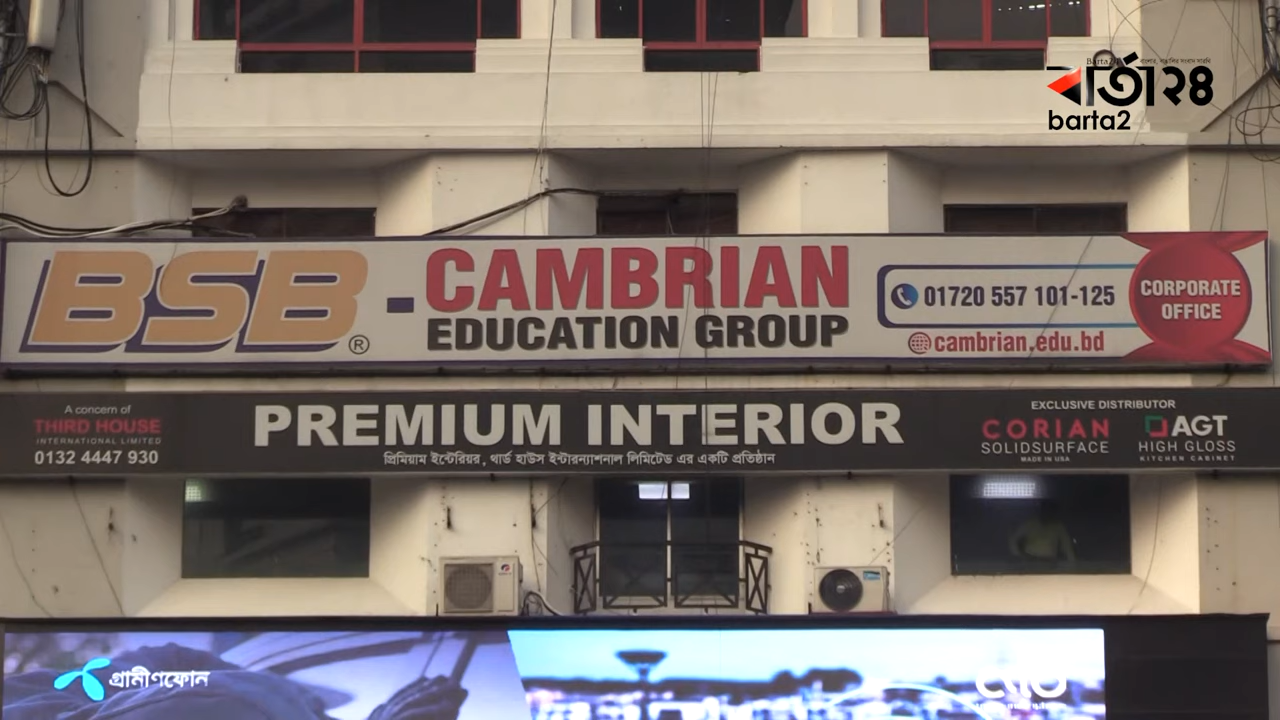 বার্তা২৪
barta2
BSB ® - CAMBRIAN
EDUCATION GROUP
01720 557 101-125
cambrian.edu.bd
CORPORATE
OFFICE
A concern of
THIRD HOUSE
INTERNATIONAL LIMITED
0132 4447 930
PREMIUM INTERIOR
প্রিমিয়াম ইন্টেরিয়র, থার্ড হাউস ইন্টারন্যাশনাল লিমিটেড এর একটি প্রতিষ্ঠান
EXCLUSIVE DISTRIBUTOR
CORIAN
SOLIDSURFACE
MADE IN USA
AGT
HIGH GLOSS
KITCHEN CABINET
গ্রামীণফোন